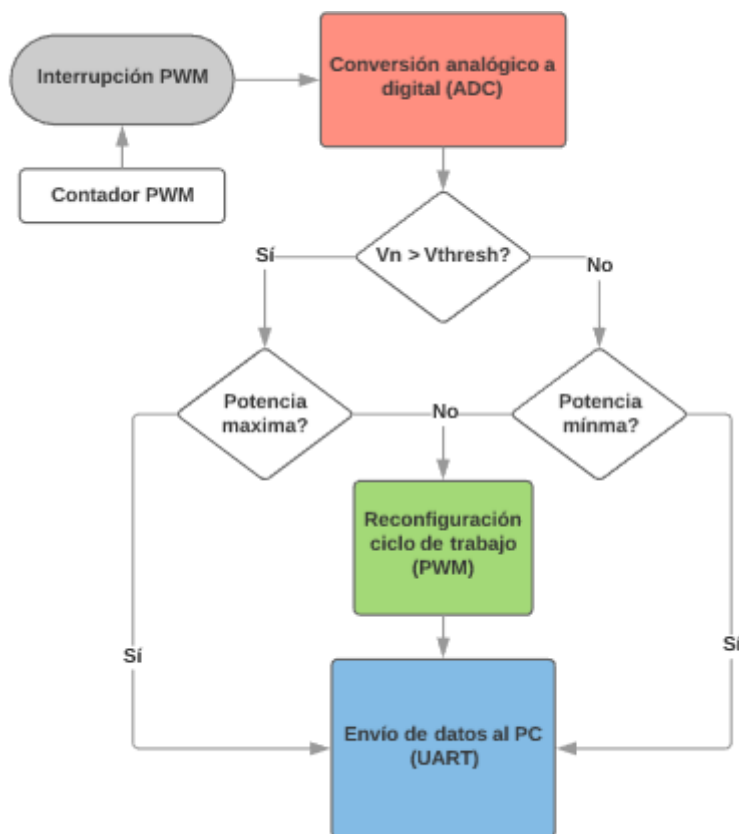 Interrupción PWM
Conversión analógico a
digital (ADC)
Contador PWM
Sí
Vn > Vthresh?
No
Potencia
maxima?
No
Potencia
mínma?
Reconfiguración
ciclo de trabajo
(PWM)
Sí
Sí
Envío de datos al PC
(UART)